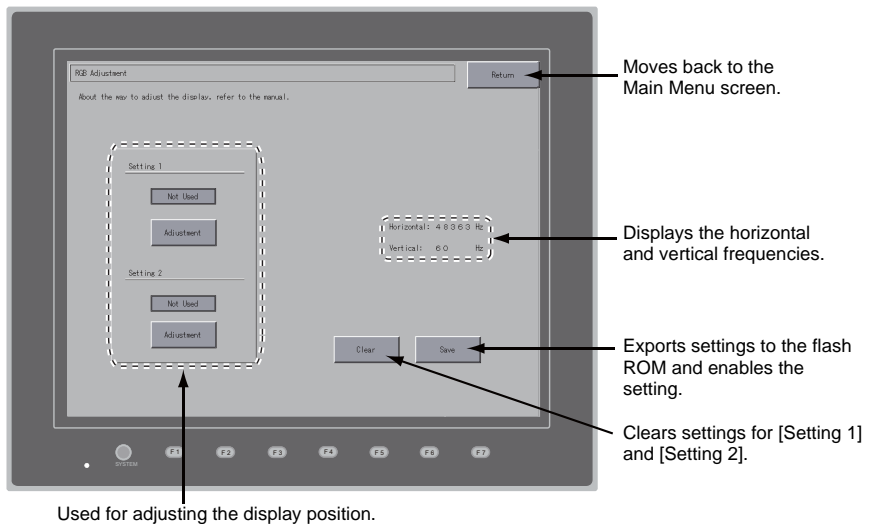 RGB Adjustment
Return
About the way to adjust the display, refer to the manual.
Setting 1
Not Used
Adjustment
Setting 2
Not Used
Adjustment
Horizontal: 48363 Hz
Vertical: 60 Hz
Clear
Save
SYSTEM
F1
F2
F3
F4
F5
F6
F7
Moves back to the
Main Menu screen.
Displays the horizontal
and vertical frequencies.
Exports settings to the flash
ROM and enables the
setting.
Clears settings for [Setting 1]
and [Setting 2].
Used for adjusting the display position.